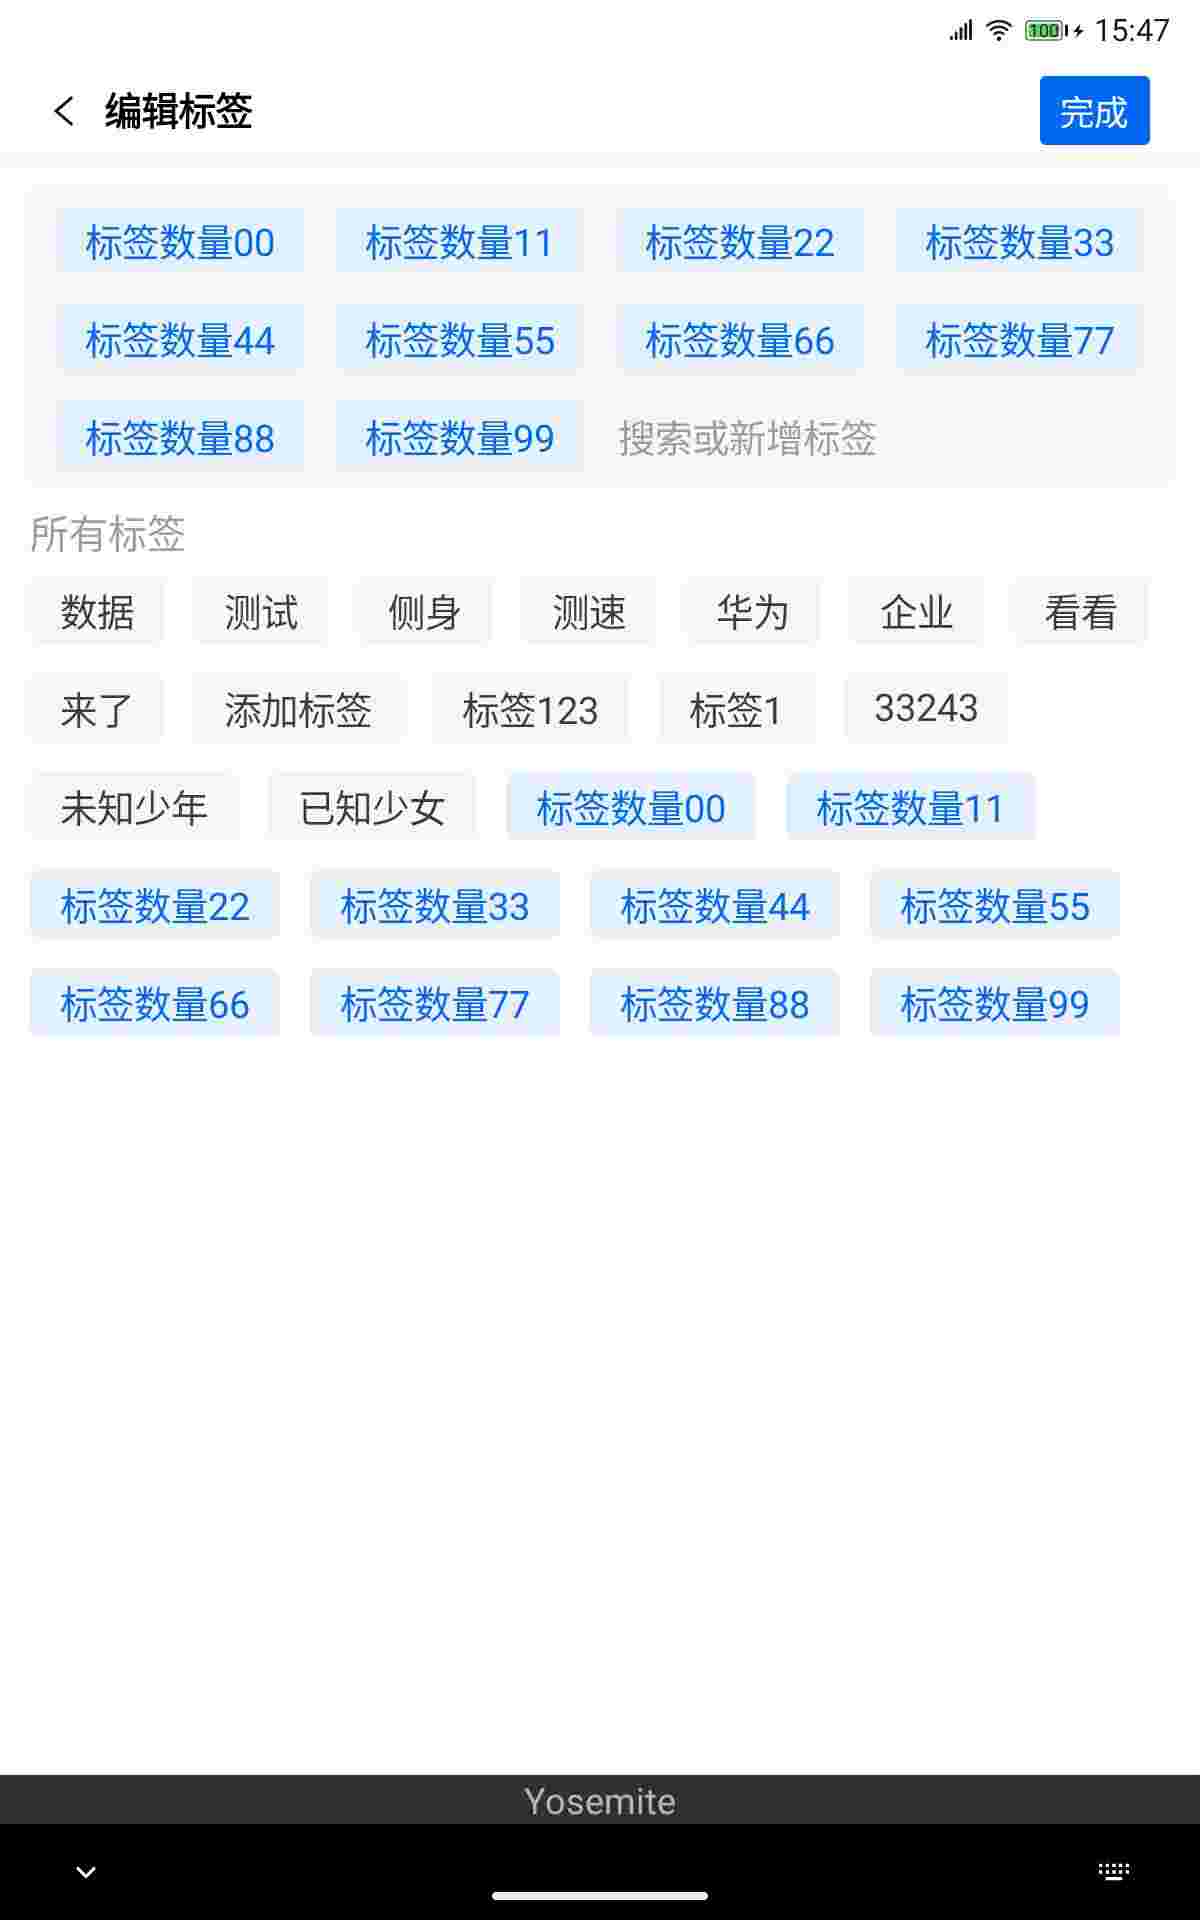 100 15:47
编辑标签 完成
标签数量00 标签数量11 标签数量22 标签数量33
标签数量44 标签数量55 标签数量66 标签数量77
标签数量88 标签数量99 搜索或新增标签
所有标签
数据 测试 侧身 测速 华为 企业 看看
来了 添加标签 标签123 标签1 33243
未知少年 已知少女 标签数量00 标签数量11
标签数量22 标签数量33 标签数量44 标签数量55
标签数量66 标签数量77 标签数量88 标签数量99
Yosemite